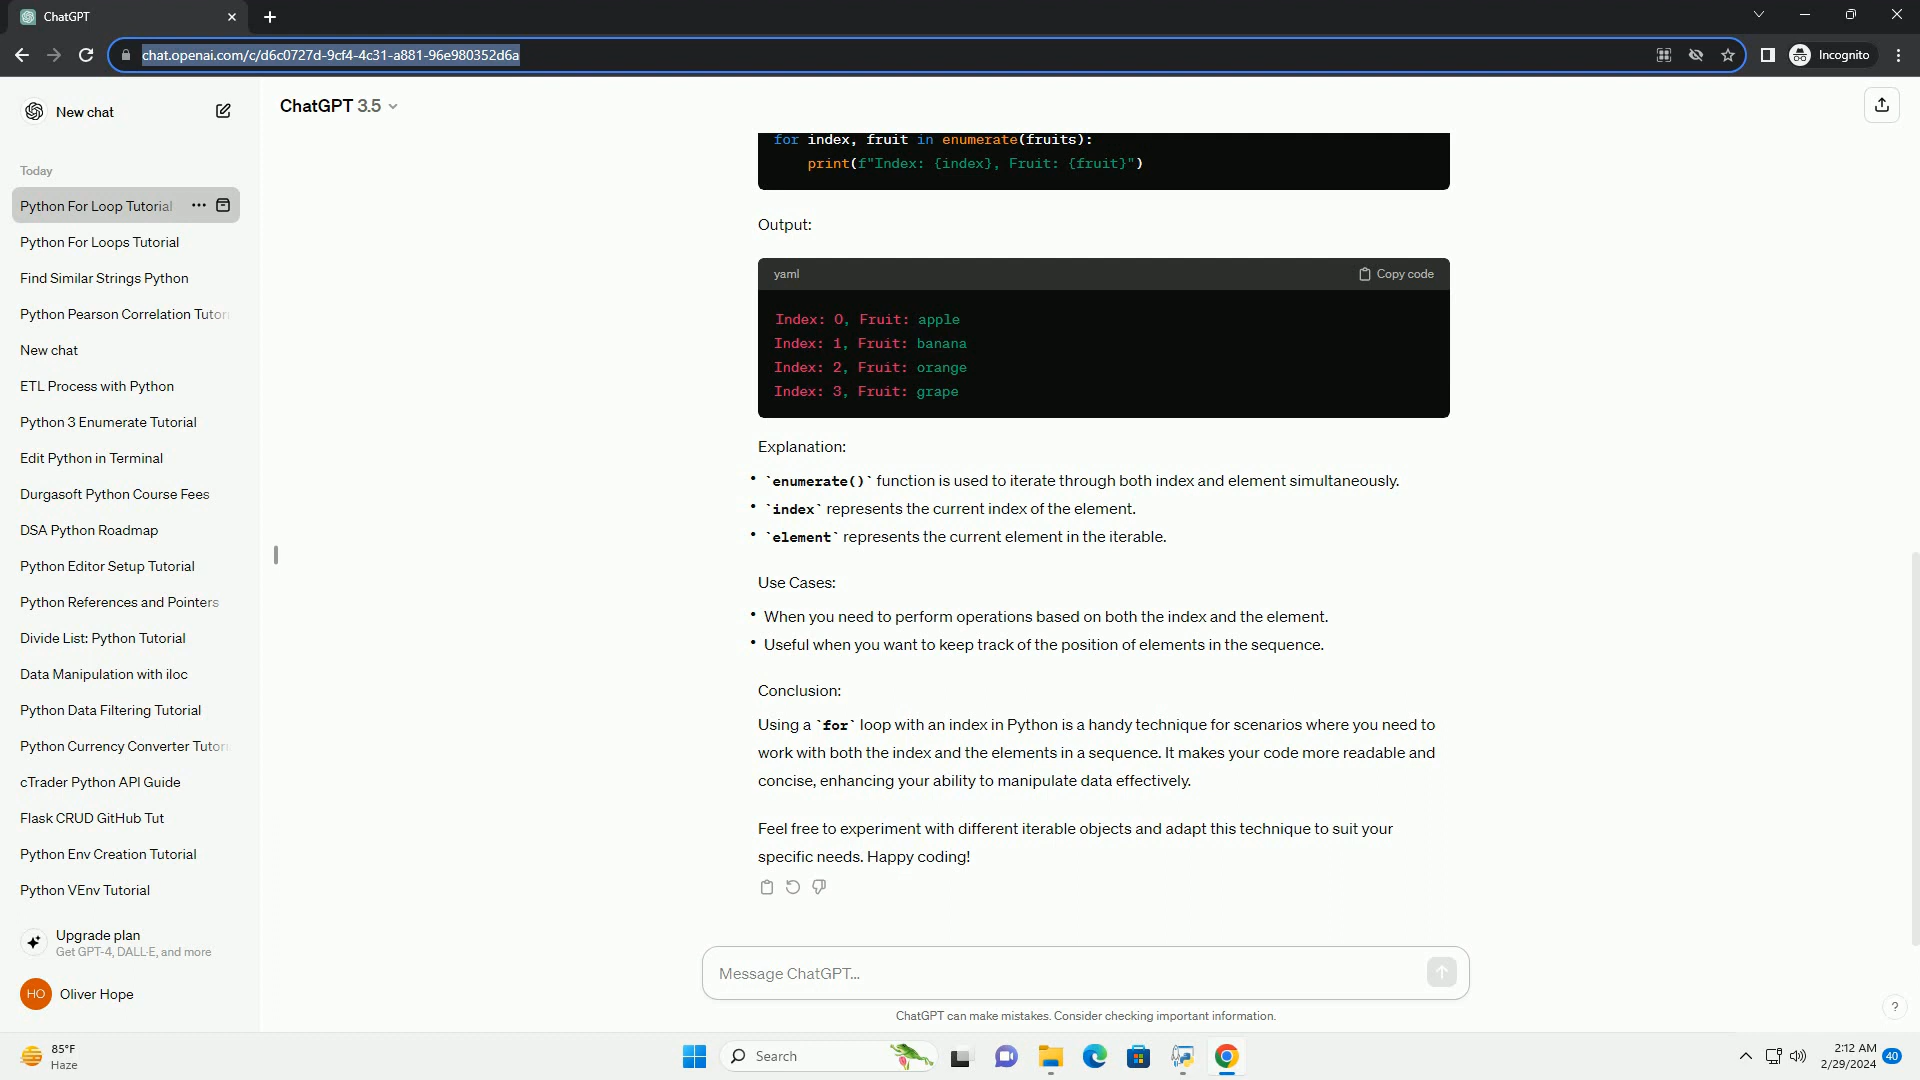 ChatGPT
chat.openai.com/c/d6c0727d-9cf4-4c31-a881-96e980352d6a
Incognito
New chat
ChatGPT 3.5
Today
Python For Loop Tutorial
Python For Loops Tutorial
Find Similar Strings Python
Python Pearson Correlation Tutori
New chat
ETL Process with Python
Python 3 Enumerate Tutorial
Edit Python in Terminal
Durgasoft Python Course Fees
DSA Python Roadmap
Python Editor Setup Tutorial
Python References and Pointers
Divide List: Python Tutorial
Data Manipulation with iloc
Python Data Filtering Tutorial
Python Currency Converter Tutori
cTrader Python API Guide
Flask CRUD GitHub Tut
Python Env Creation Tutorial
Python VEnv Tutorial
Upgrade plan
Get GPT-4, DALL·E, and more
HO
Oliver Hope
for index, fruit in enumerate(fruits):
print(f"Index: {index}, Fruit: {fruit}")
Output:
yaml
Copy code
Index: 0, Fruit: apple
Index: 1, Fruit: banana
Index: 2, Fruit: orange
Index: 3, Fruit: grape
Explanation:
• `enumerate()` function is used to iterate through both index and element simultaneously.
• `index` represents the current index of the element.
• `element` represents the current element in the iterable.
Use Cases:
• When you need to perform operations based on both the index and the element.
• Useful when you want to keep track of the position of elements in the sequence.
Conclusion:
Using a `for` loop with an index in Python is a handy technique for scenarios where you need to
work with both the index and the elements in a sequence. It makes your code more readable and
concise, enhancing your ability to manipulate data effectively.
Feel free to experiment with different iterable objects and adapt this technique to suit your
specific needs. Happy coding!
Message ChatGPT...
ChatGPT can make mistakes. Consider checking important information.
?
85°F
Haze
Search
2:12 AM
2/29/2024
40